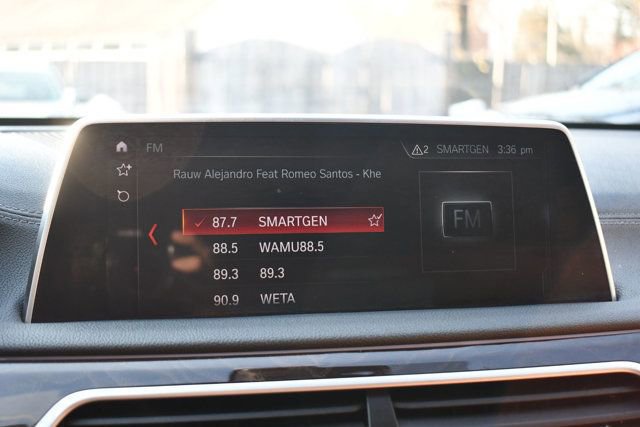 FM
2 SMARTGEN 3:36 pm
Rauw Alejandro Feat Romeo Santos - Khe
87.7 SMARTGEN
88.5 WAMU88.5
89.3 89.3
90.9 WETA
FM